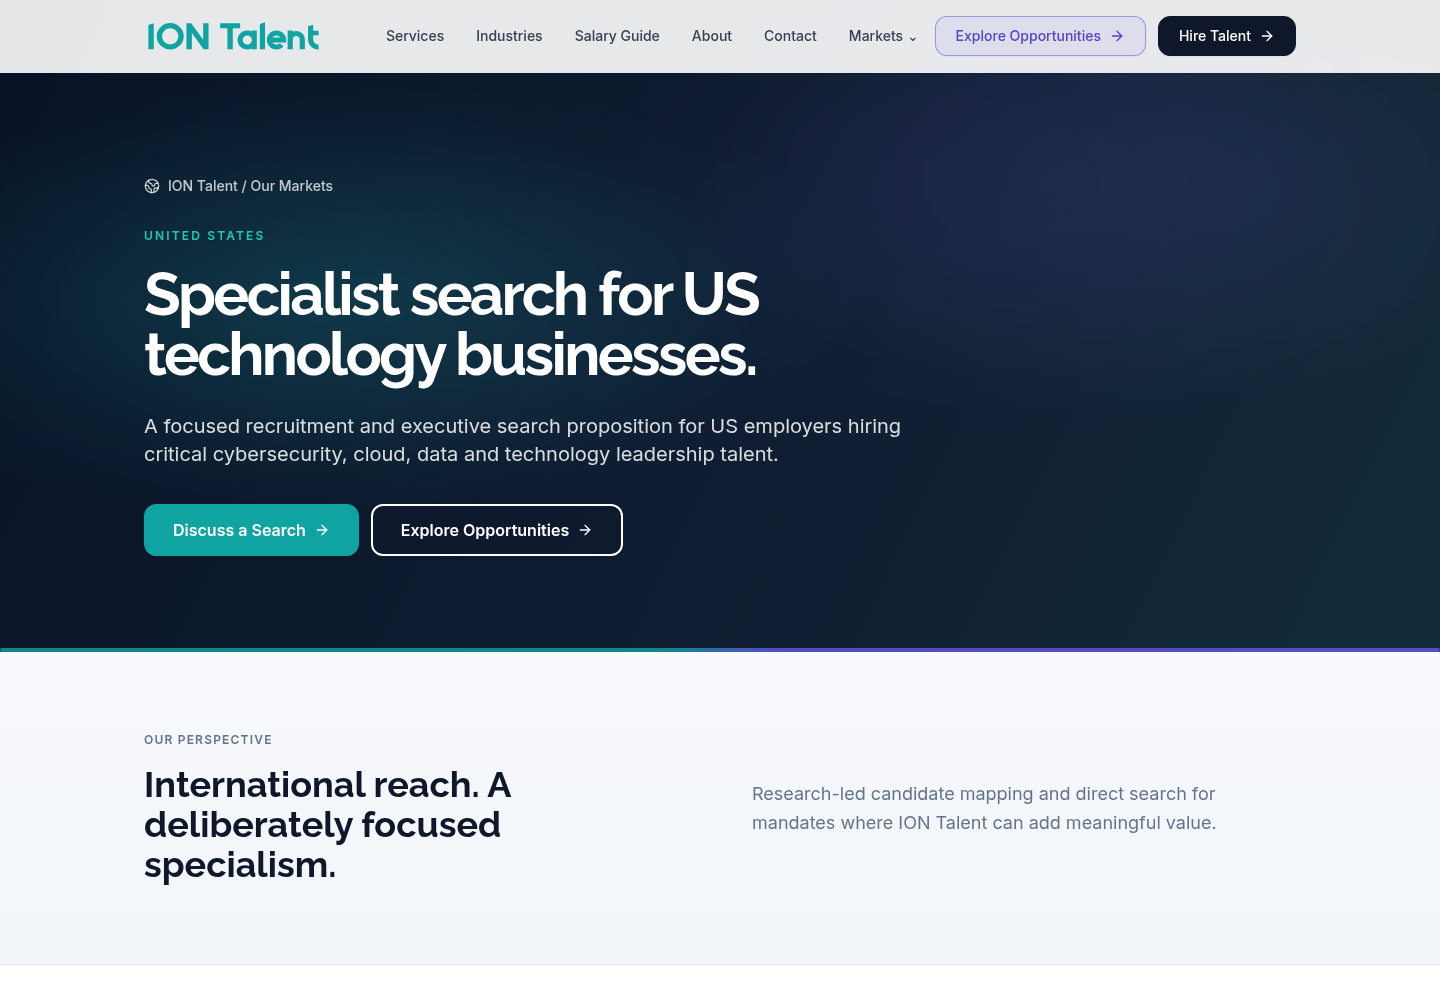 ION Talent
Services
Industries
Salary Guide
About
Contact
Markets
Explore Opportunities
Hire Talent
ION Talent / Our Markets
UNITED STATES
Specialist search for US
technology businesses.
A focused recruitment and executive search proposition for US employers hiring
critical cybersecurity, cloud, data and technology leadership talent.
Discuss a Search
Explore Opportunities
OUR PERSPECTIVE
International reach. A
deliberately focused
specialism.
Research-led candidate mapping and direct search for
mandates where ION Talent can add meaningful value.